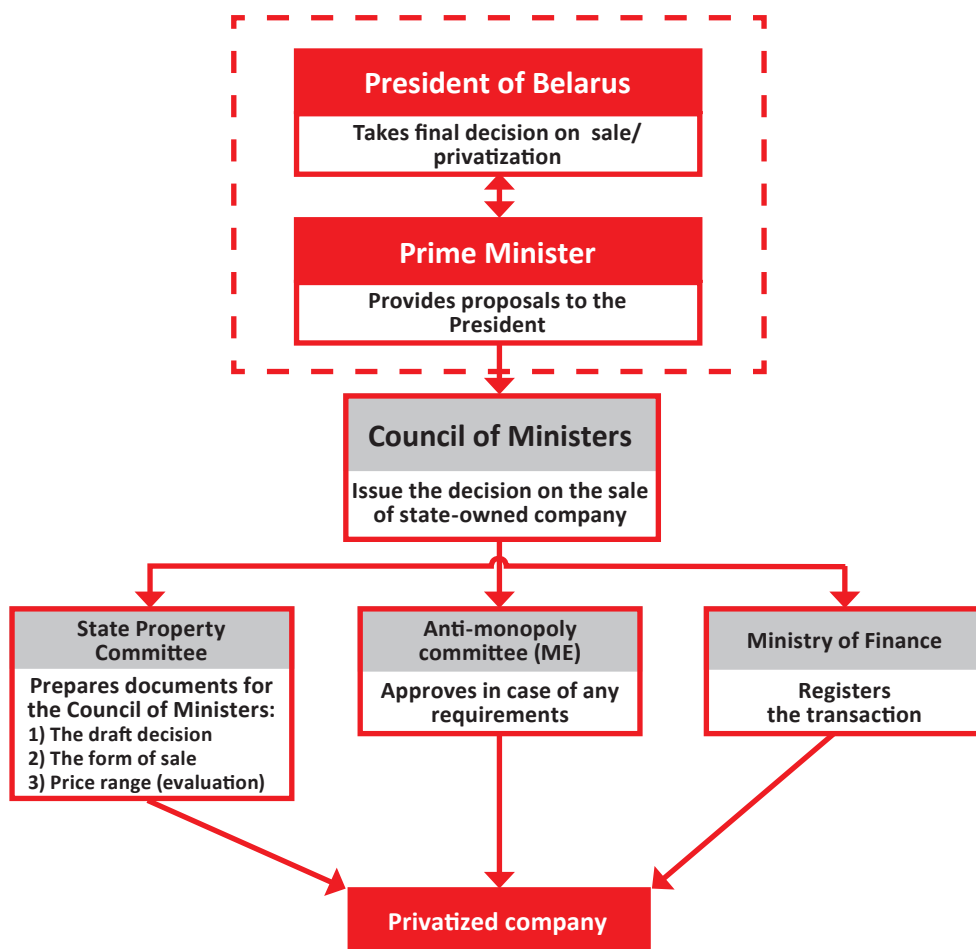 President of Belarus
Takes final decision on sale/
privatization
Prime Minister
Provides proposals to the
President
Council of Ministers
Issue the decision on the sale
of state-owned company
State Property
Committee
Prepares documents for
the Council of Ministers:
1) The draft decision
2) The form of sale
3) Price range (evaluation)
Anti-monopoly
committee (ME)
Approves in case of any
requirements
Ministry of Finance
Registers
the transaction
Privatized company